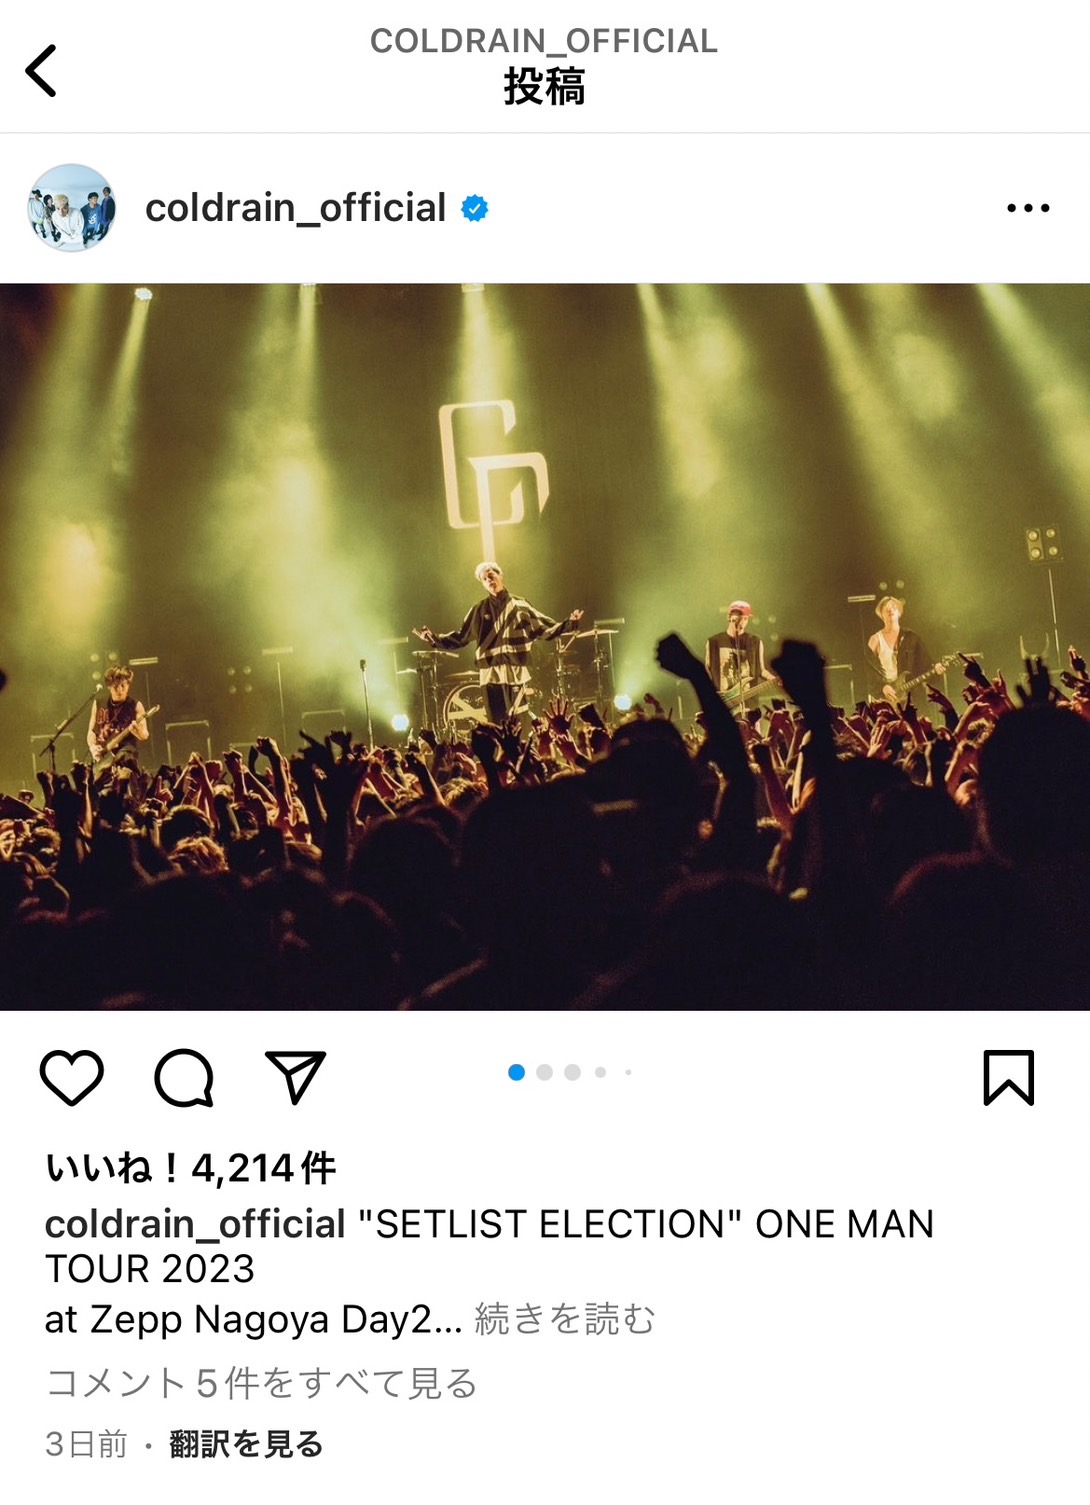 COLDRAIN_OFFICIAL
投稿
coldrain_official
いいね！4,214件
coldrain_official "SETLIST ELECTION" ONE MAN
TOUR 2023
at Zepp Nagoya Day2... 続きを読む
コメント5件をすべて見る
3日前 · 翻訳を見る